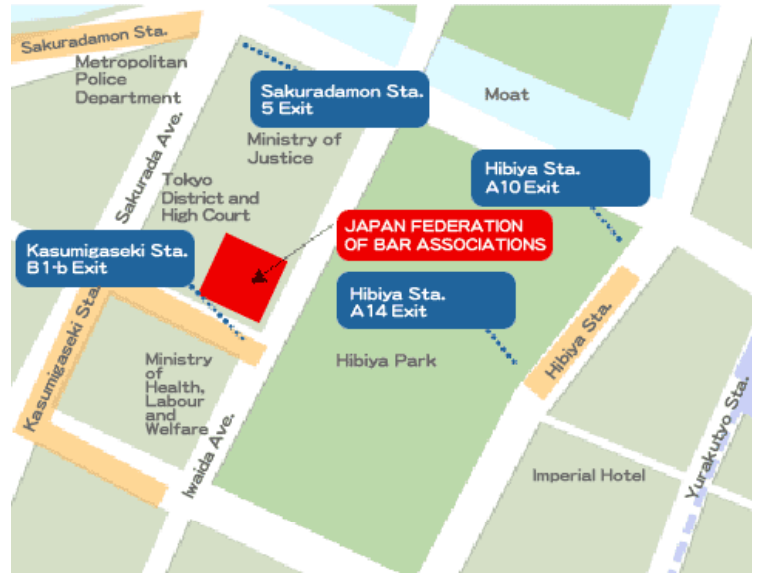 Sakuradamon Sta.
Metropolitan
Police
Department
Sakuradamon Sta.
5 Exit
Moat
Ministry of
Justice
Sakurada Ave.
Tokyo
District and
High Court
Hibiya Sta.
A10 Exit
JAPAN FEDERATION
OF BAR ASSOCIATIONS
Kasumigaseki Sta.
B1-b Exit
Hibiya Sta.
A14 Exit
Kasumigaseki Sta.
Ministry
of
Health,
Labour
and
Welfare
Hibiya Park
Hibiya Sta.
Iwaida Ave.
Imperial Hotel
Yurakutyo Sta.